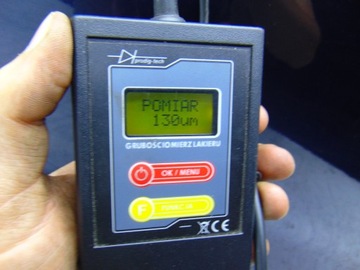 prodig-tech
POMIAR
130um
GRUBOŚCIOMIERZ LAKIERU
OK / MENU
F
CE